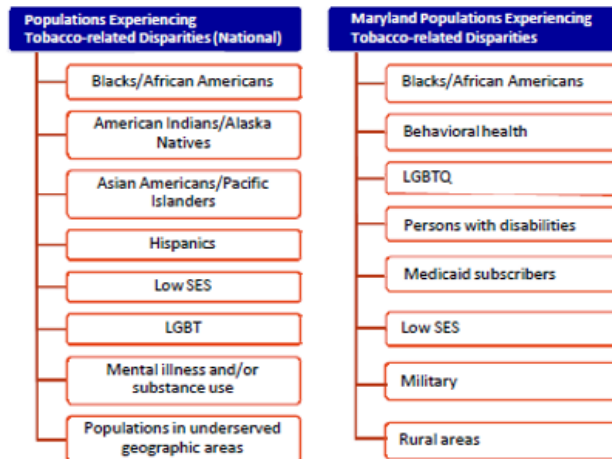 Populations Experiencing
Tobacco-related Disparities (National)
Blacks/African Americans
American Indians/Alaska
Natives
Asian Americans/Pacific
Islanders
Hispanics
Low SES
LGBT
Mental illness and/or
substance use
Populations in underserved
geographic areas
Maryland Populations Experiencing
Tobacco-related Disparities
Blacks/African Americans
Behavioral health
LGBTQ
Persons with disabilities
Medicaid subscribers
Low SES
Military
Rural areas